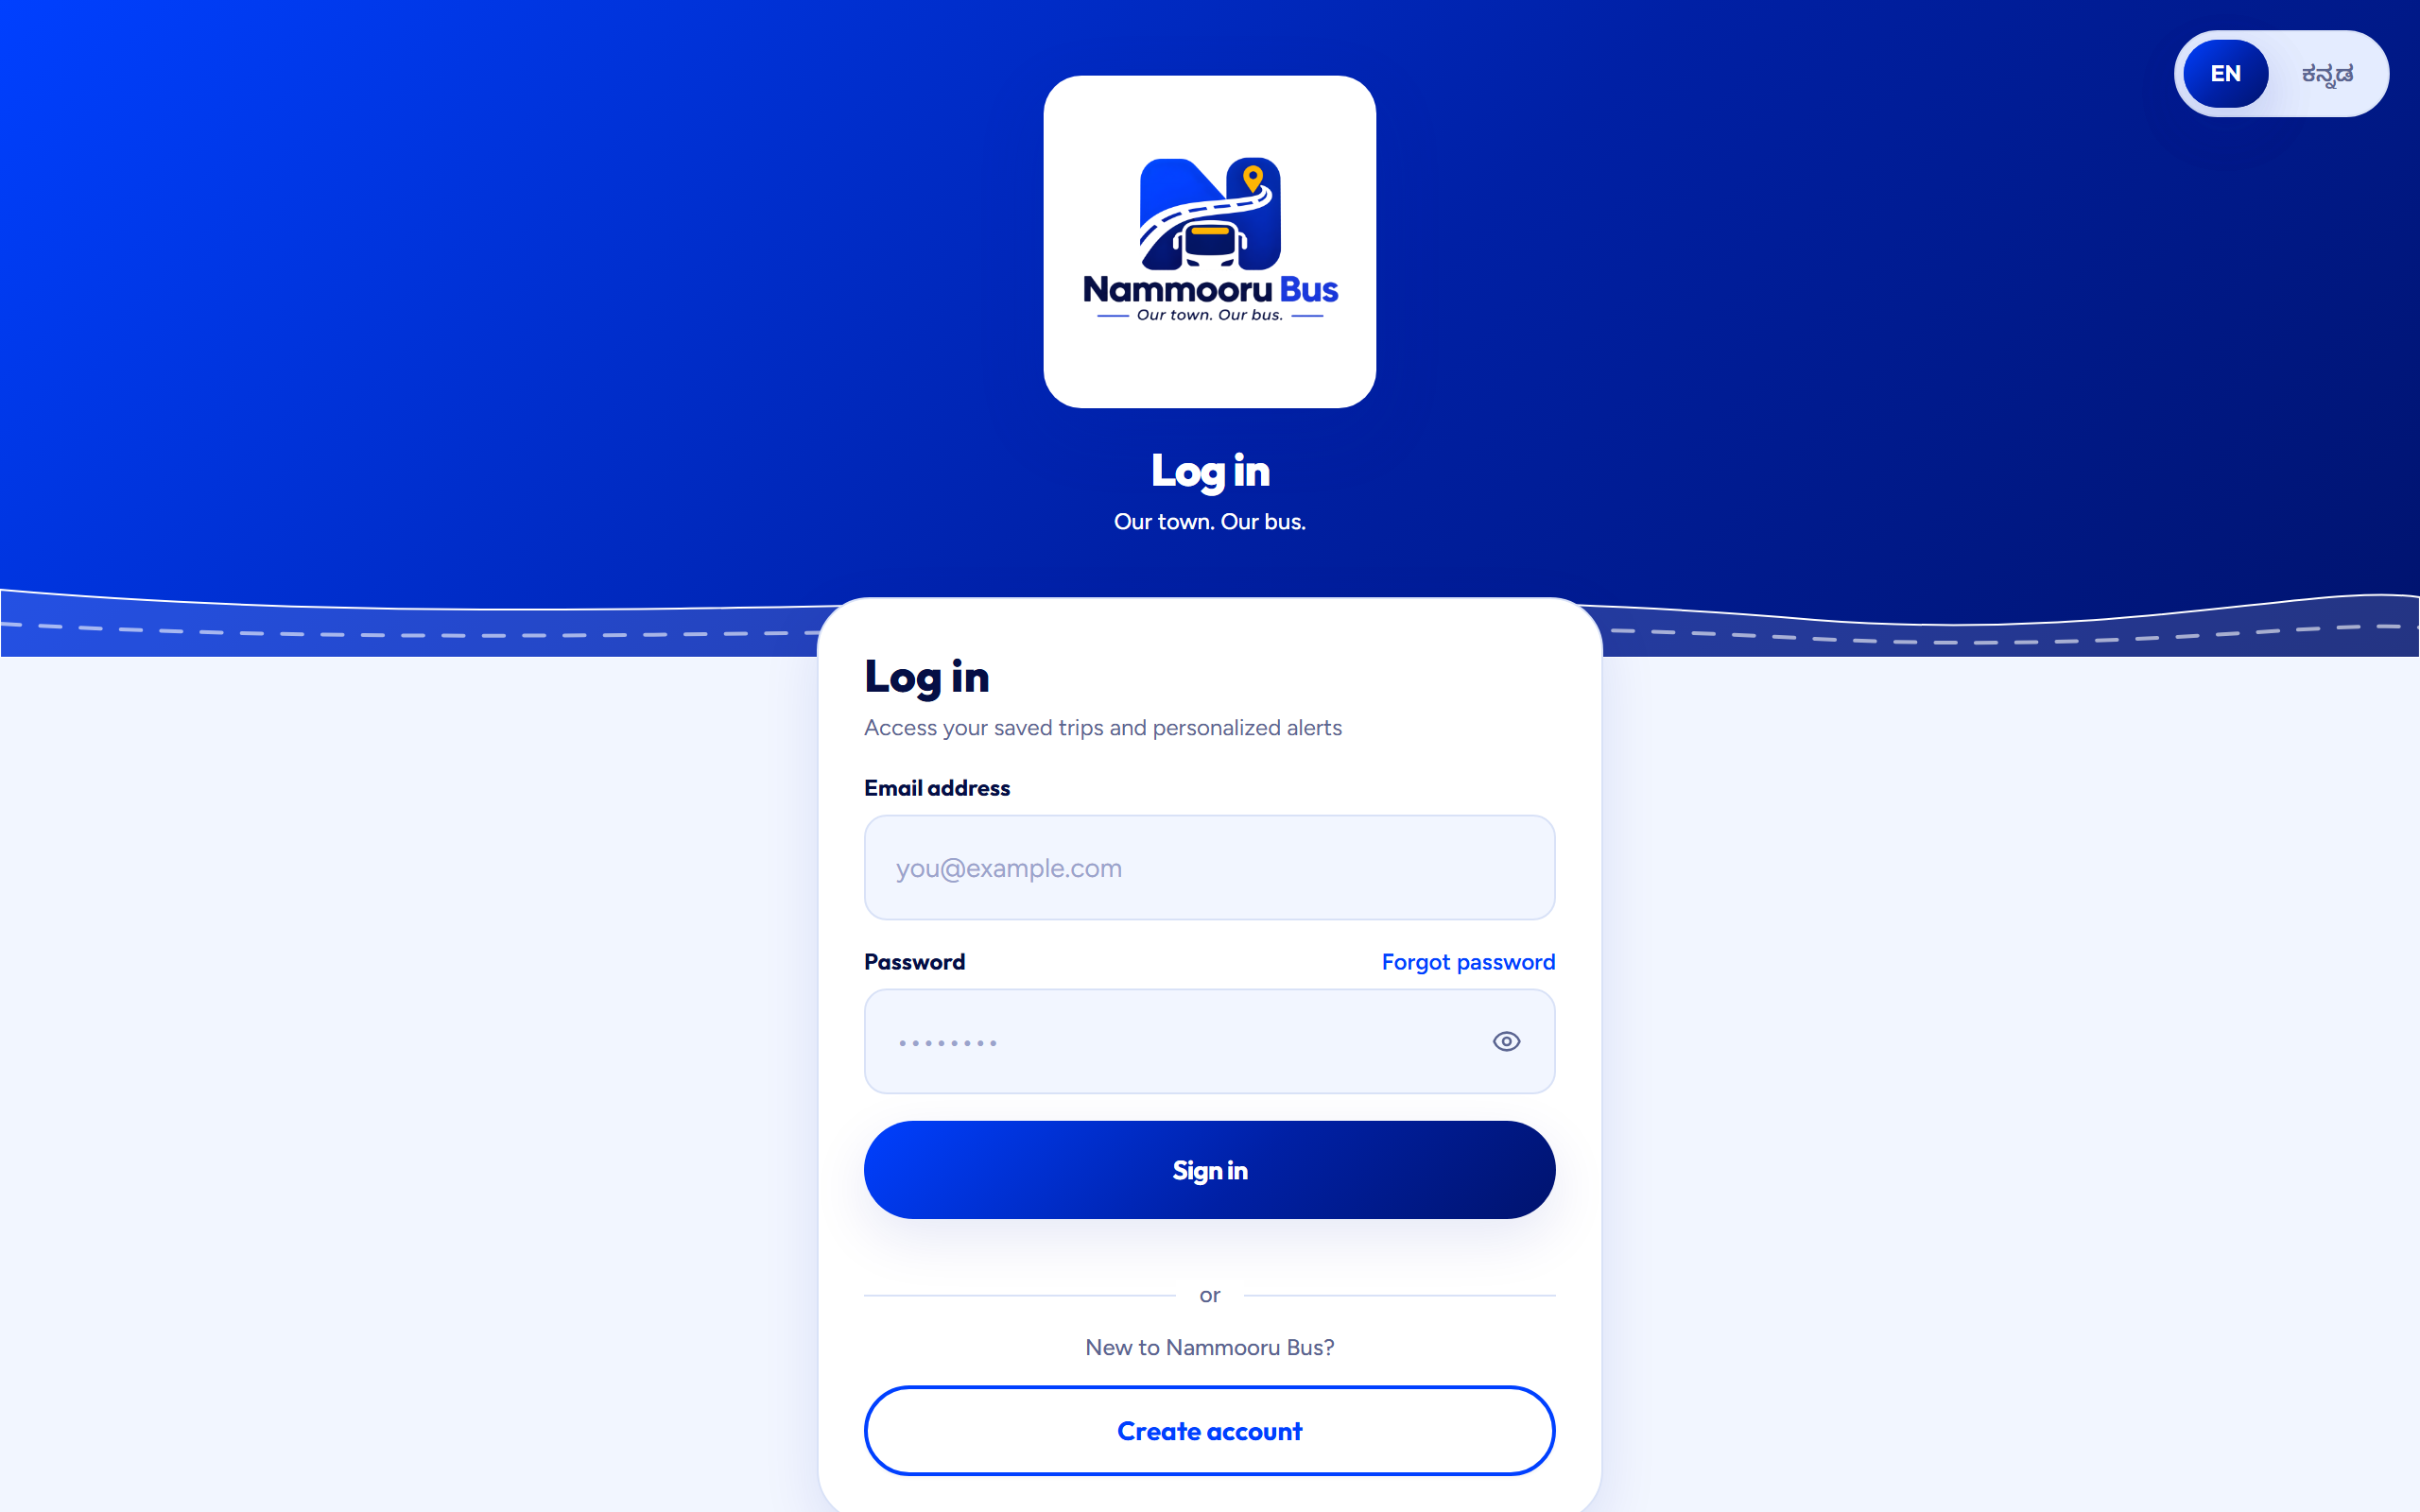 EN
ಕನ್ನಡ
Nammooru Bus
Our town. Our bus.
Log in
Our town. Our bus.
Log in
Access your saved trips and personalized alerts
Email address
you@example.com
Password
Forgot password
••••••••
Sign in
or
New to Nammooru Bus?
Create account